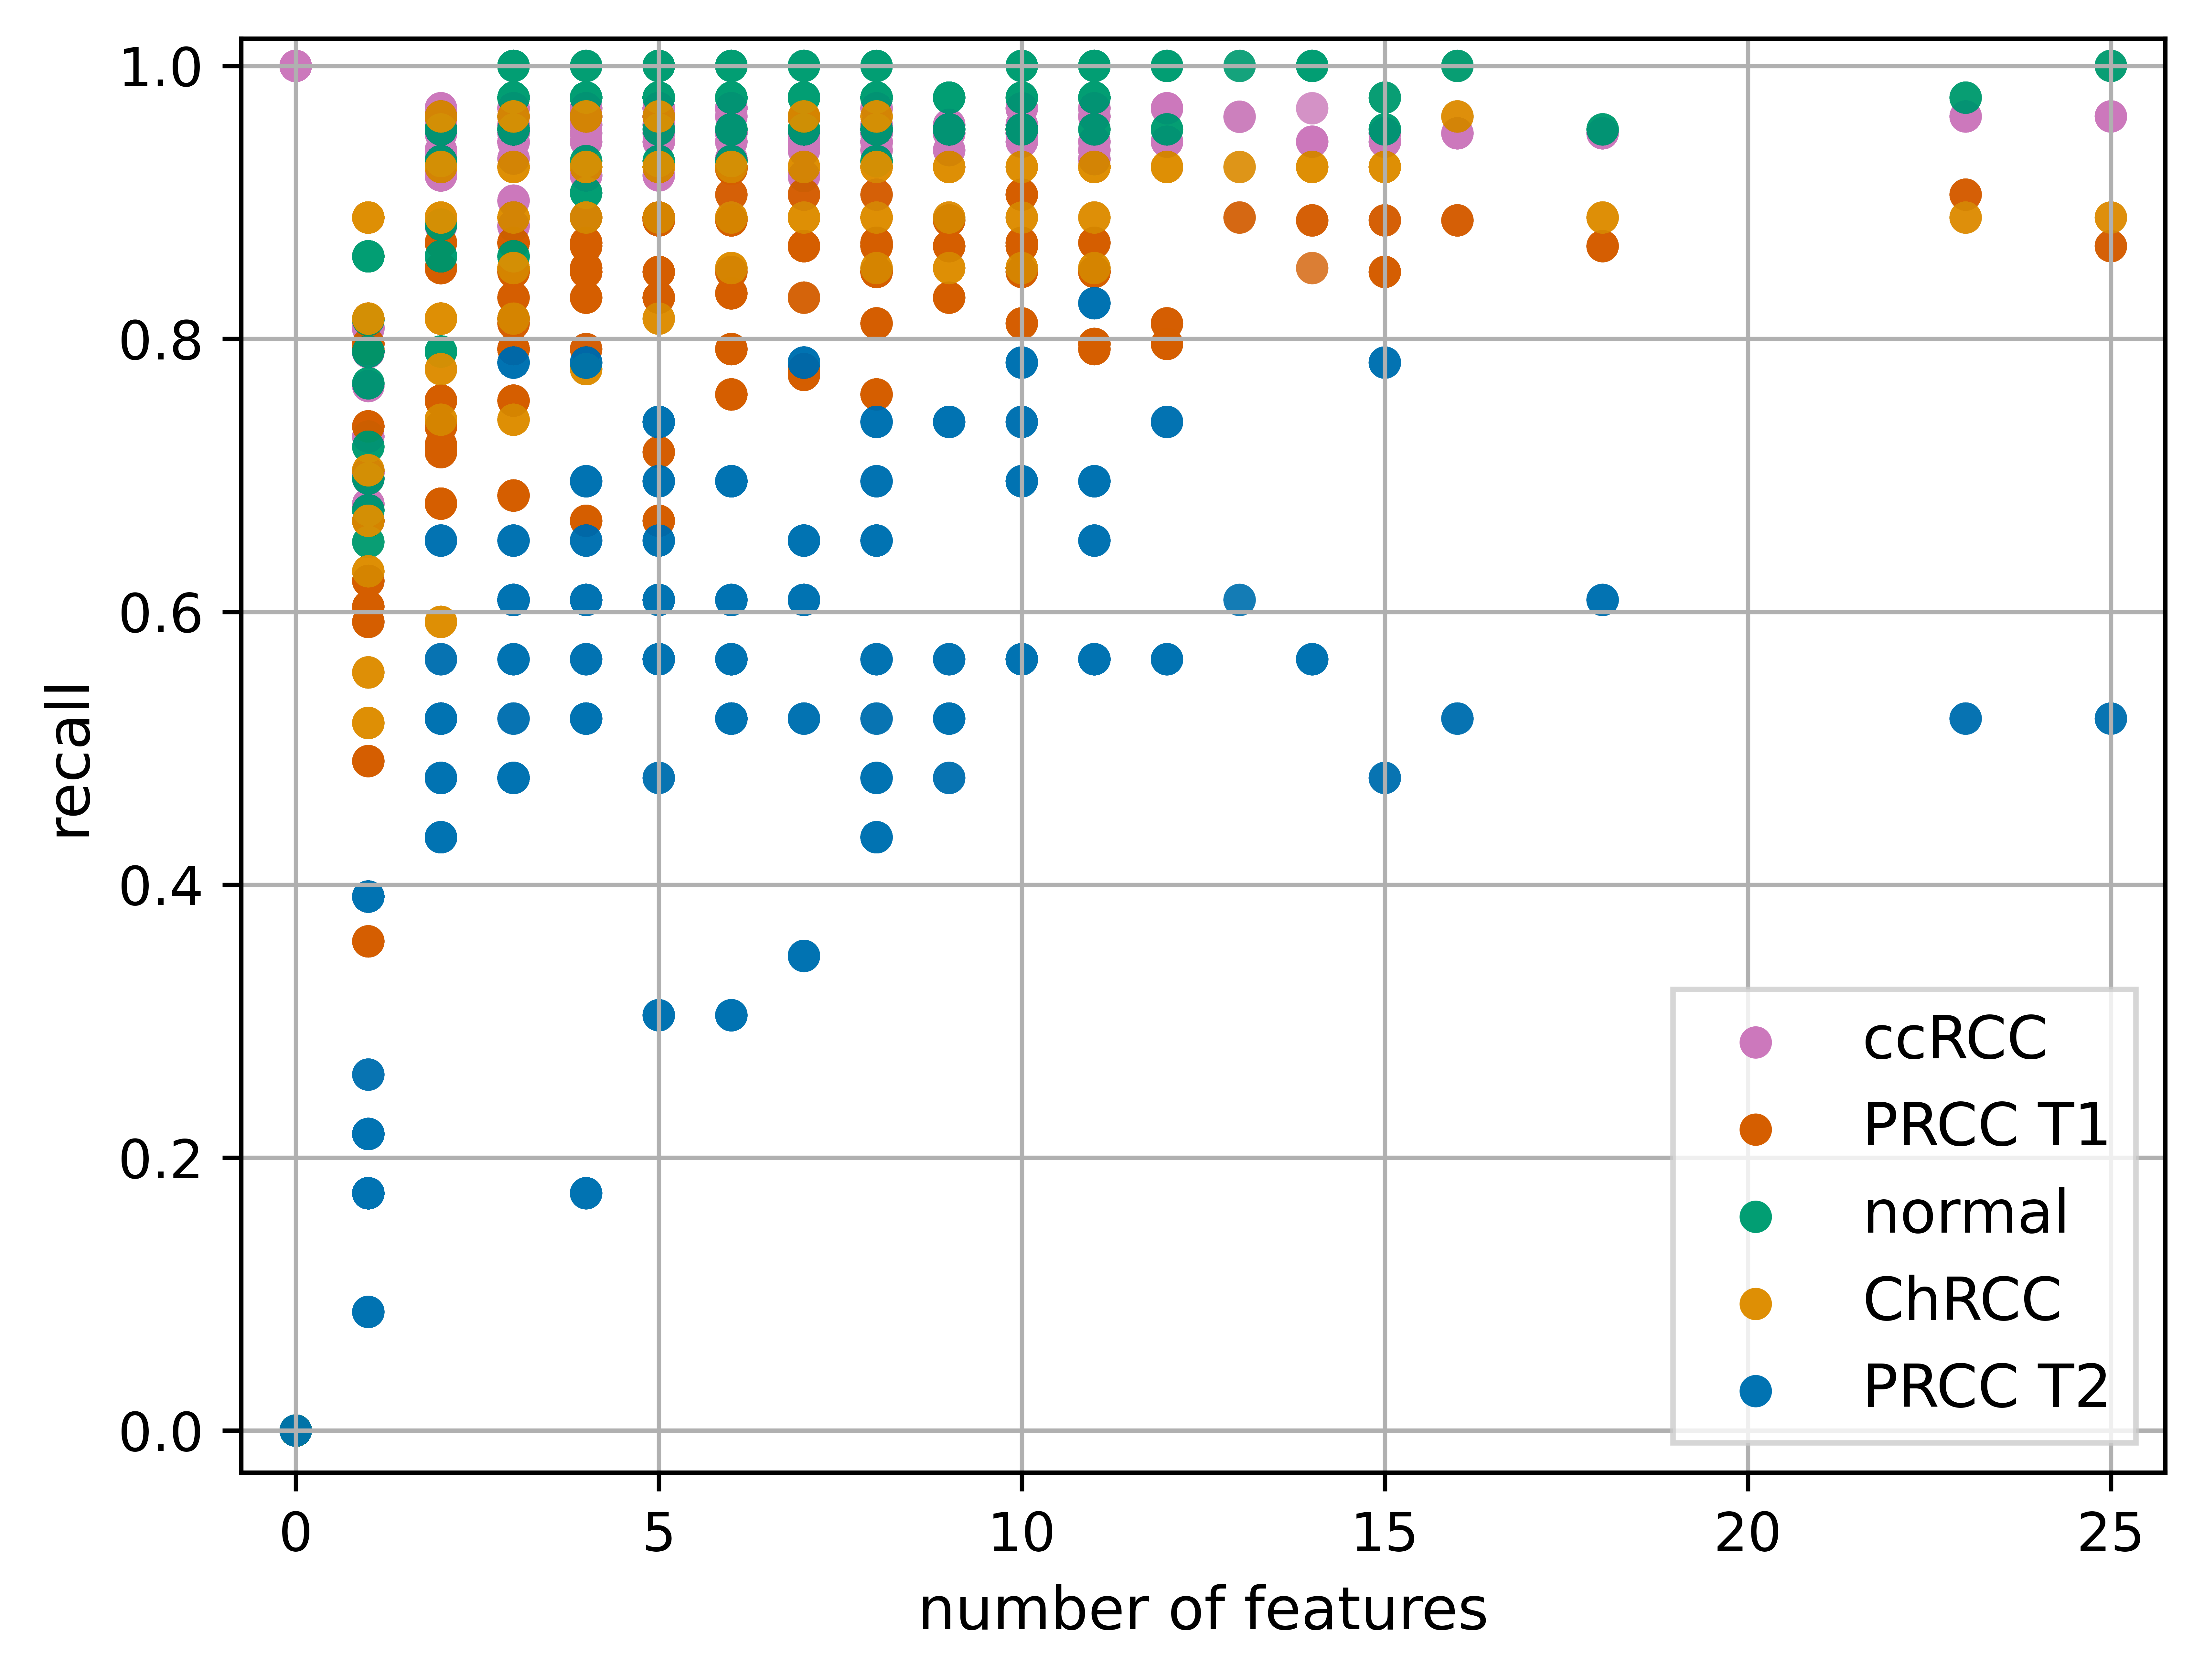 1.0
0.8
0.6
0.4
0.2
0.0
recall
ccRCC
PRCC T1
normal
ChRCC
PRCC T2
0 5 10 15 20 25
number of features